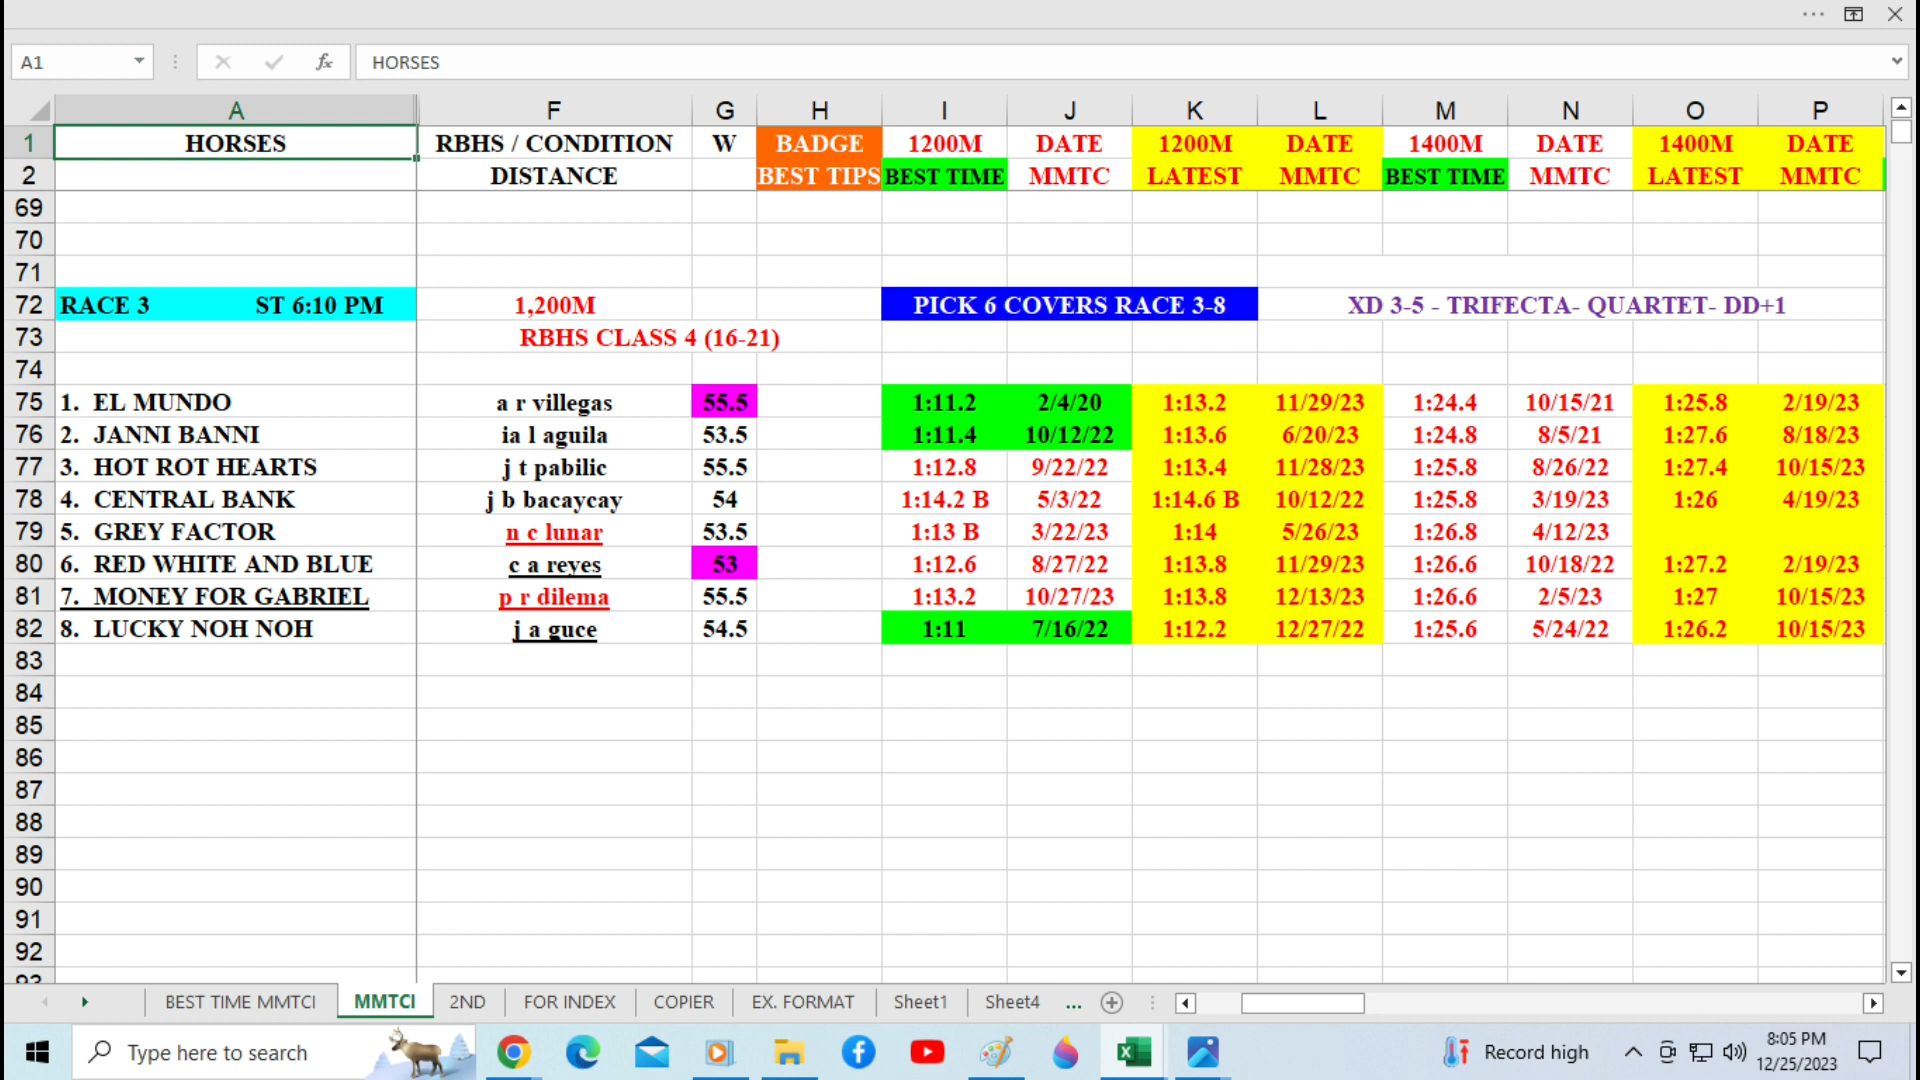 A1 fx HORSES
A F G H I J K L M N O P
1 HORSES RBHS / CONDITION W BADGE 1200M DATE 1200M DATE 1400M DATE 1400M DATE
2 DISTANCE BEST TIPS BEST TIME MMTC LATEST MMTC BEST TIME MMTC LATEST MMTC
69
70
71
72 RACE 3 ST 6:10 PM 1,200M PICK 6 COVERS RACE 3-8 XD 3-5 - TRIFECTA- QUARTET- DD+1
73 RBHS CLASS 4 (16-21)
74
75 1. EL MUNDO a r villegas 55.5 1:11.2 2/4/20 1:13.2 11/29/23 1:24.4 10/15/21 1:25.8 2/19/23
76 2. JANNI BANNI ia l aguila 53.5 1:11.4 10/12/22 1:13.6 6/20/23 1:24.8 8/5/21 1:27.6 8/18/23
77 3. HOT ROT HEARTS j t pabilic 55.5 1:12.8 9/22/22 1:13.4 11/28/23 1:25.8 8/26/22 1:27.4 10/15/23
78 4. CENTRAL BANK j b bacaycay 54 1:14.2 B 5/3/22 1:14.6 B 10/12/22 1:25.8 3/19/23 1:26 4/19/23
79 5. GREY FACTOR n c lunar 53.5 1:13 B 3/22/23 1:14 5/26/23 1:26.8 4/12/23
80 6. RED WHITE AND BLUE c a reyes 53 1:12.6 8/27/22 1:13.8 11/29/23 1:26.6 10/18/22 1:27.2 2/19/23
81 7. MONEY FOR GABRIEL p r dilema 55.5 1:13.2 10/27/23 1:13.8 12/13/23 1:26.6 2/5/23 1:27 10/15/23
82 8. LUCKY NOH NOH j a guce 54.5 1:11 7/16/22 1:12.2 12/27/22 1:25.6 5/24/22 1:26.2 10/15/23
83
84
85
86
87
88
89
90
91
92
93
BEST TIME MMTCI MMTCI 2ND FOR INDEX COPIER EX. FORMAT Sheet1 Sheet4 ...
Type here to search Record high 8:05 PM
12/25/2023